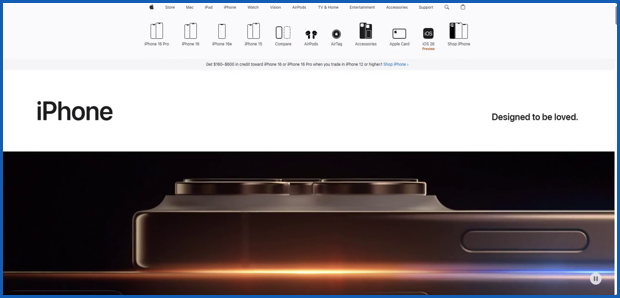 Store Mac iPad iPhone Watch Vision AirPods TV & Home Entertainment Accessories Support
iPhone 16 Pro iPhone 16 iPhone 16e iPhone 15 Compare AirPods AirTag Accessories Apple Card iOS 26 Shop iPhone
iOS
Preview
Get $180–$600 in credit toward iPhone 16 or iPhone 16 Pro when you trade in iPhone 12 or higher.¹ Shop iPhone >
iPhone
Designed to be loved.